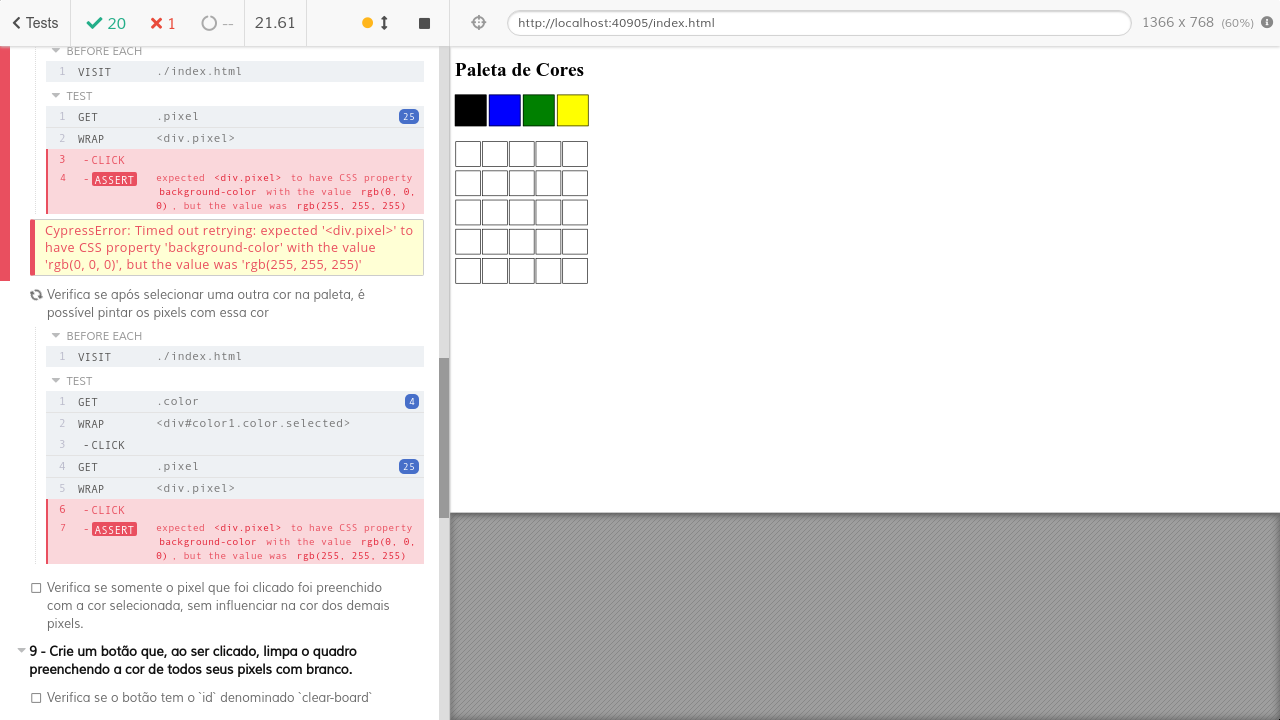 Tests 20 1 -- 21.61 http://localhost:40905/index.html 1366 x 768 (60%)
BEFORE EACH
1 VISIT ./index.html
TEST
1 GET .pixel 25
2 WRAP <div.pixel>
3 -CLICK
4 -ASSERT expected <div.pixel> to have CSS property
background-color with the value rgb(0, 0,
0) , but the value was rgb(255, 255, 255)
CypressError: Timed out retrying: expected '<div.pixel>' to
have CSS property 'background-color' with the value
'rgb(0, 0, 0)', but the value was 'rgb(255, 255, 255)'
Verifica se após selecionar uma outra cor na paleta, é
possível pintar os pixels com essa cor
BEFORE EACH
1 VISIT ./index.html
TEST
1 GET .color 4
2 WRAP <div#color1.color.selected>
3 -CLICK
4 GET .pixel 25
5 WRAP <div.pixel>
6 -CLICK
7 -ASSERT expected <div.pixel> to have CSS property
background-color with the value rgb(0, 0,
0) , but the value was rgb(255, 255, 255)
Verifica se somente o pixel que foi clicado foi preenchido
com a cor selecionada, sem influenciar na cor dos demais
pixels.
9 - Crie um botão que, ao ser clicado, limpa o quadro
preenchendo a cor de todos seus pixels com branco.
Verifica se o botão tem o `id` denominado `clear-board`
Paleta de Cores